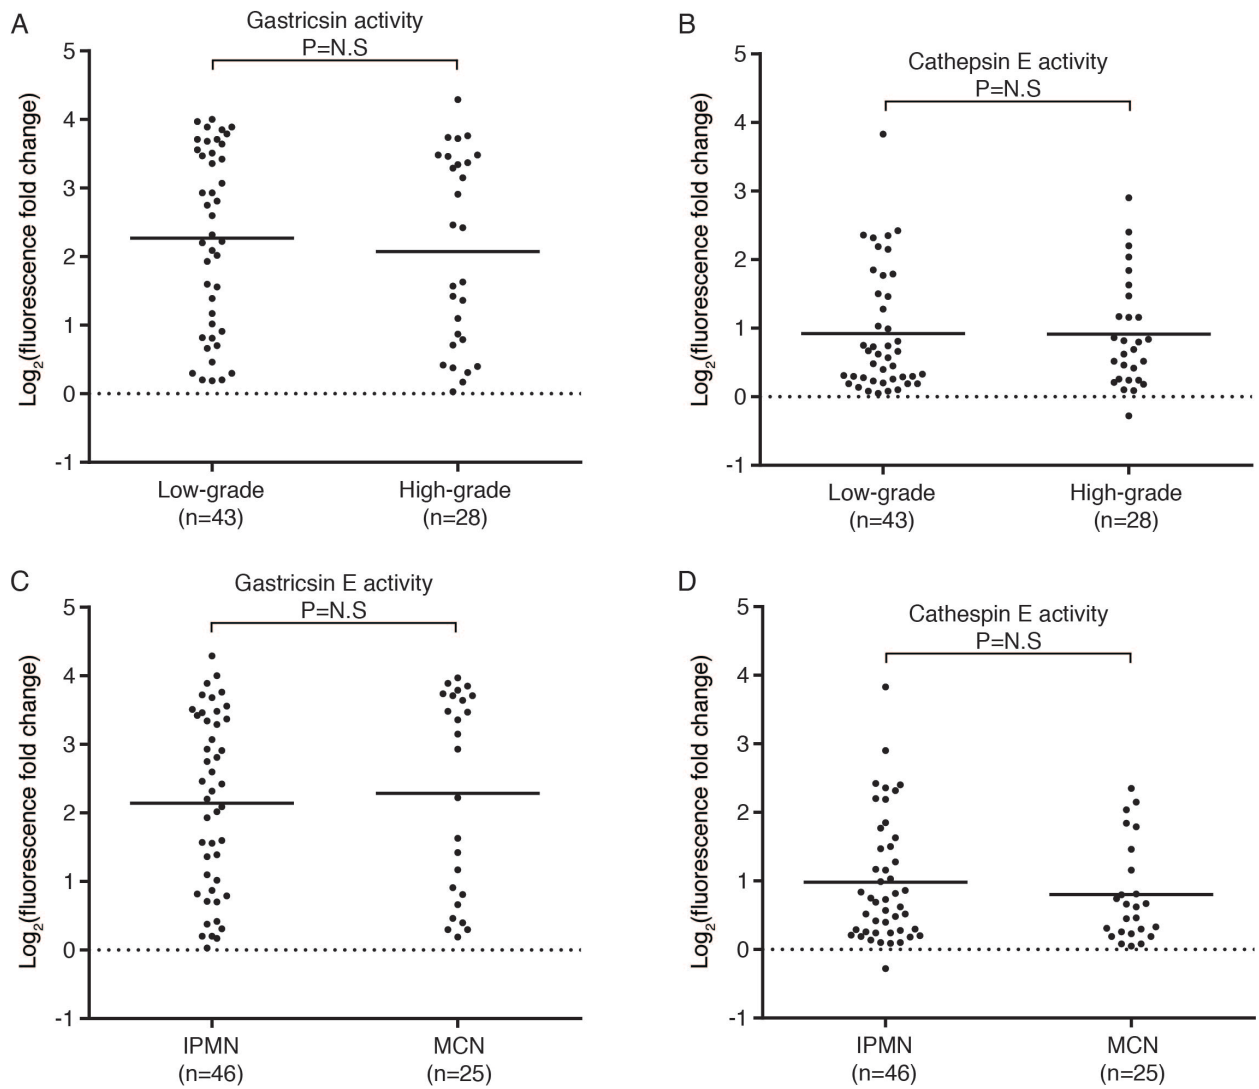 A
Gastricsin activity
P=N.S
Log2(fluorescence fold change)
5
4
3
2
1
0
-1
Low-grade
(n=43)
High-grade
(n=28)
B
Cathepsin E activity
P=N.S
Log2(fluorescence fold change)
5
4
3
2
1
0
-1
Low-grade
(n=43)
High-grade
(n=28)
C
Gastricsin E activity
P=N.S
Log2(fluorescence fold change)
5
4
3
2
1
0
-1
IPMN
(n=46)
MCN
(n=25)
D
Cathespin E activity
P=N.S
Log2(fluorescence fold change)
5
4
3
2
1
0
-1
IPMN
(n=46)
MCN
(n=25)